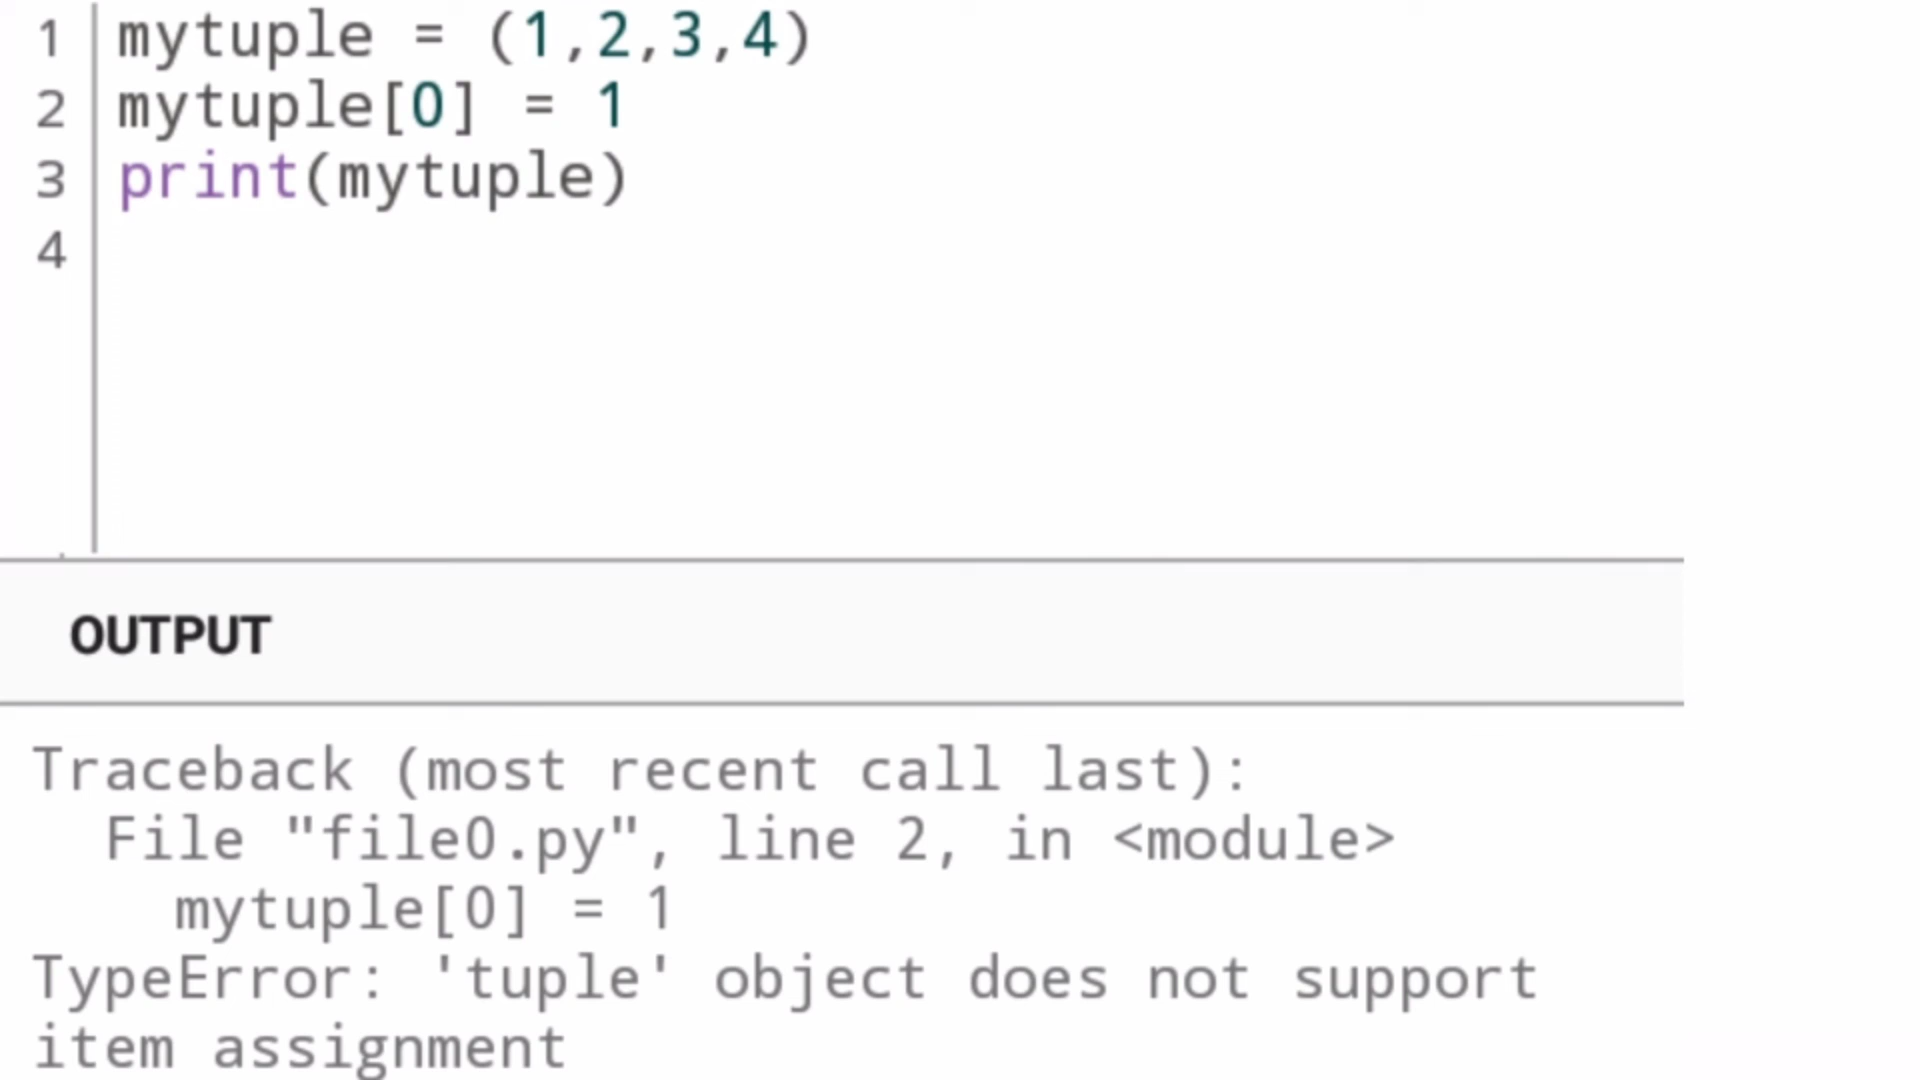 1 mytuple = (1,2,3,4)
2 mytuple[0] = 1
3 print(mytuple)
4
OUTPUT
Traceback (most recent call last):
File "file0.py", line 2, in <module>
mytuple[0] = 1
TypeError: 'tuple' object does not support
item assignment